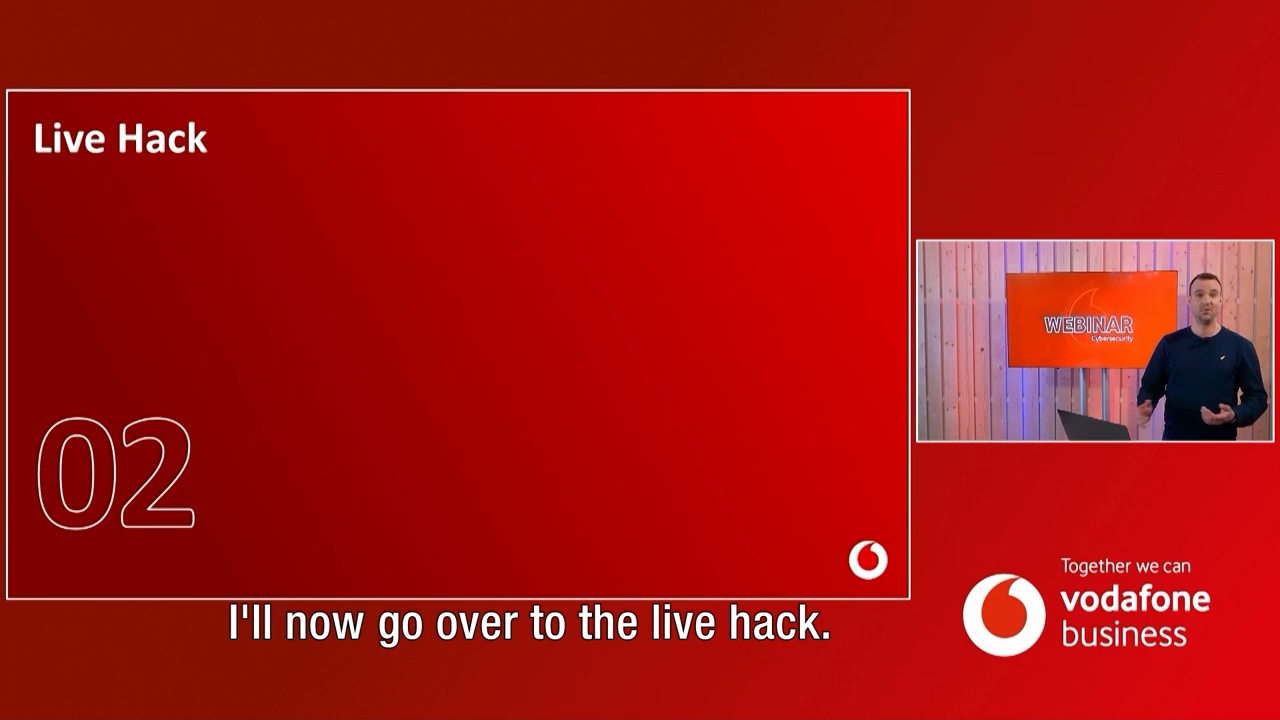 Live Hack
WEBINAR
Cybersecurity
02
Together we can
vodafone
business
I'll now go over to the live hack.